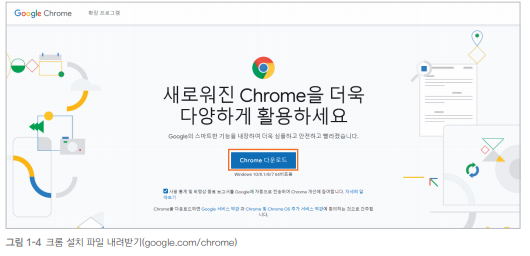 Google Chrome 확장 프로그램
새로워진 Chrome을 더욱
다양하게 활용하세요
Google의 스마트한 기능을 내장하여 더욱 심플하고 안전하고 빨라졌습니다.
Chrome 다운로드
Windows 10/8.1/8/7 64비트용
사용 통계 및 비정상 종료 보고서를 Google에 자동으로 전송하여 Chrome 개선에 참여합니다. 자세히 알
아보기
Chrome을 다운로드하면 Google 서비스 약관 과 Chrome 및 Chrome OS 추가 서비스 약관에 동의하는 것으로 간주됩
니다.
그림 1-4 크롬 설치 파일 내려받기(google.com/chrome)